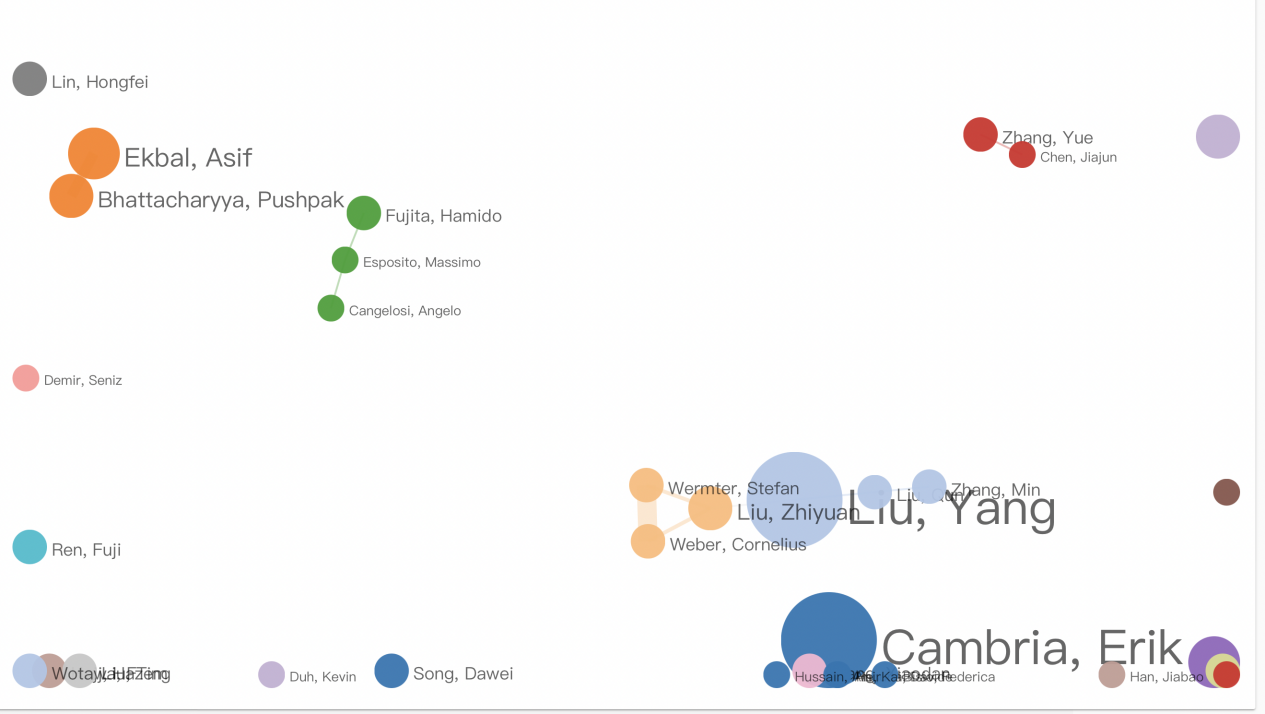 Lin, Hongfei
Zhang, Yue
Chen, Jiajun
Ekbal, Asif
Bhattacharyya, Pushpak
Fujita, Hamido
Esposito, Massimo
Cangelosi, Angelo
Demir, Seniz
Wermter, Stefan
Zhang, Min
Liu, Zhiyuan
Liu, Yang
Weber, Cornelius
Ren, Fuji
Cambria, Erik
Song, Dawei
Duh, Kevin
Hussain,
Han, Jiabao